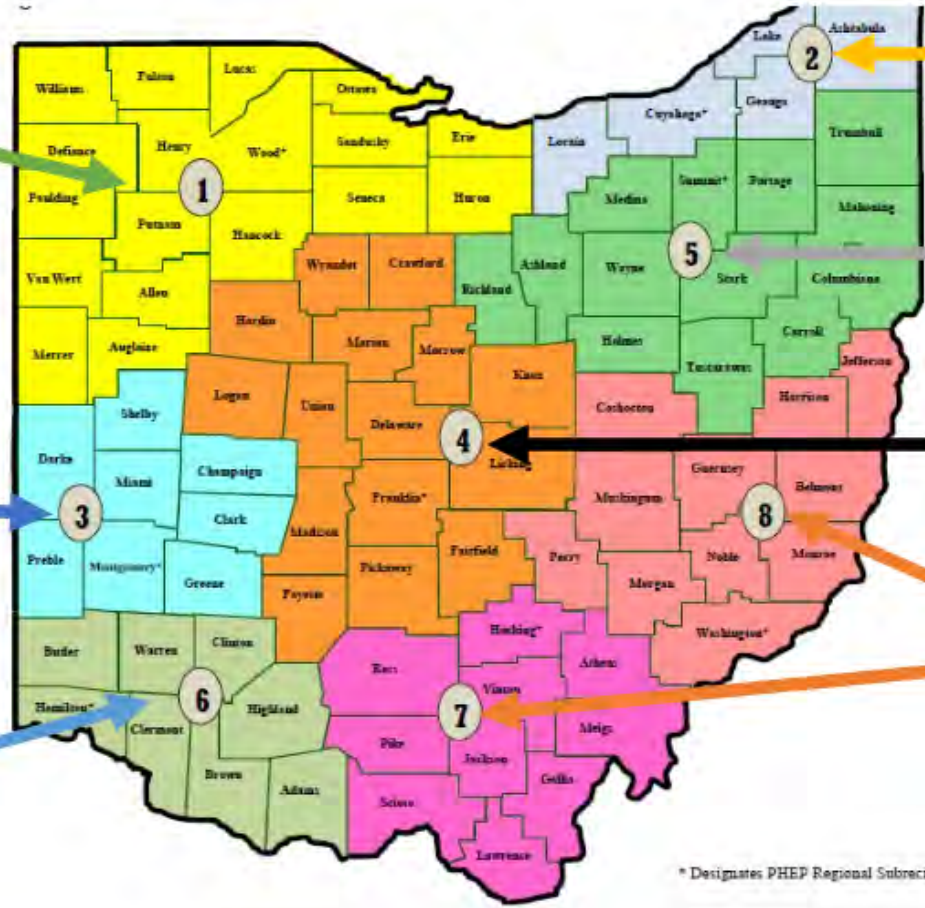 Lake
Ashtabula
2
Williams
Fulton
Lucas
Ottawa
Geauga
Cuyahoga*
Defiance
Henry
Wood*
Sandusky
Erie
Lorain
Trumbull
1
Paulding
Putnam
Hancock
Seneca
Huron
Medina
Summit*
Portage
Mahoning
5
Van Wert
Allen
Wyandot
Crawford
Richland
Ashland
Wayne
Stark
Columbiana
Mercer
Auglaize
Hardin
Marion
Morrow
Holmes
Carroll
Tuscarawas
Jefferson
Shelby
Logan
Union
Knox
Coshocton
Harrison
Delaware
4
Darke
Miami
Champaign
Licking
Guernsey
Belmont
3
Clark
Franklin*
Muskingum
8
Preble
Montgomery*
Greene
Madison
Fairfield
Perry
Noble
Monroe
Pickaway
Morgan
Fayette
Washington*
Butler
Warren
Clinton
Hocking*
Athens
Ross
Vinton
Hamilton*
6
Highland
7
Clermont
Meigs
Pike
Jackson
Brown
Adams
Gallia
Scioto
Lawrence
* Designates PHEP Regional Subreci